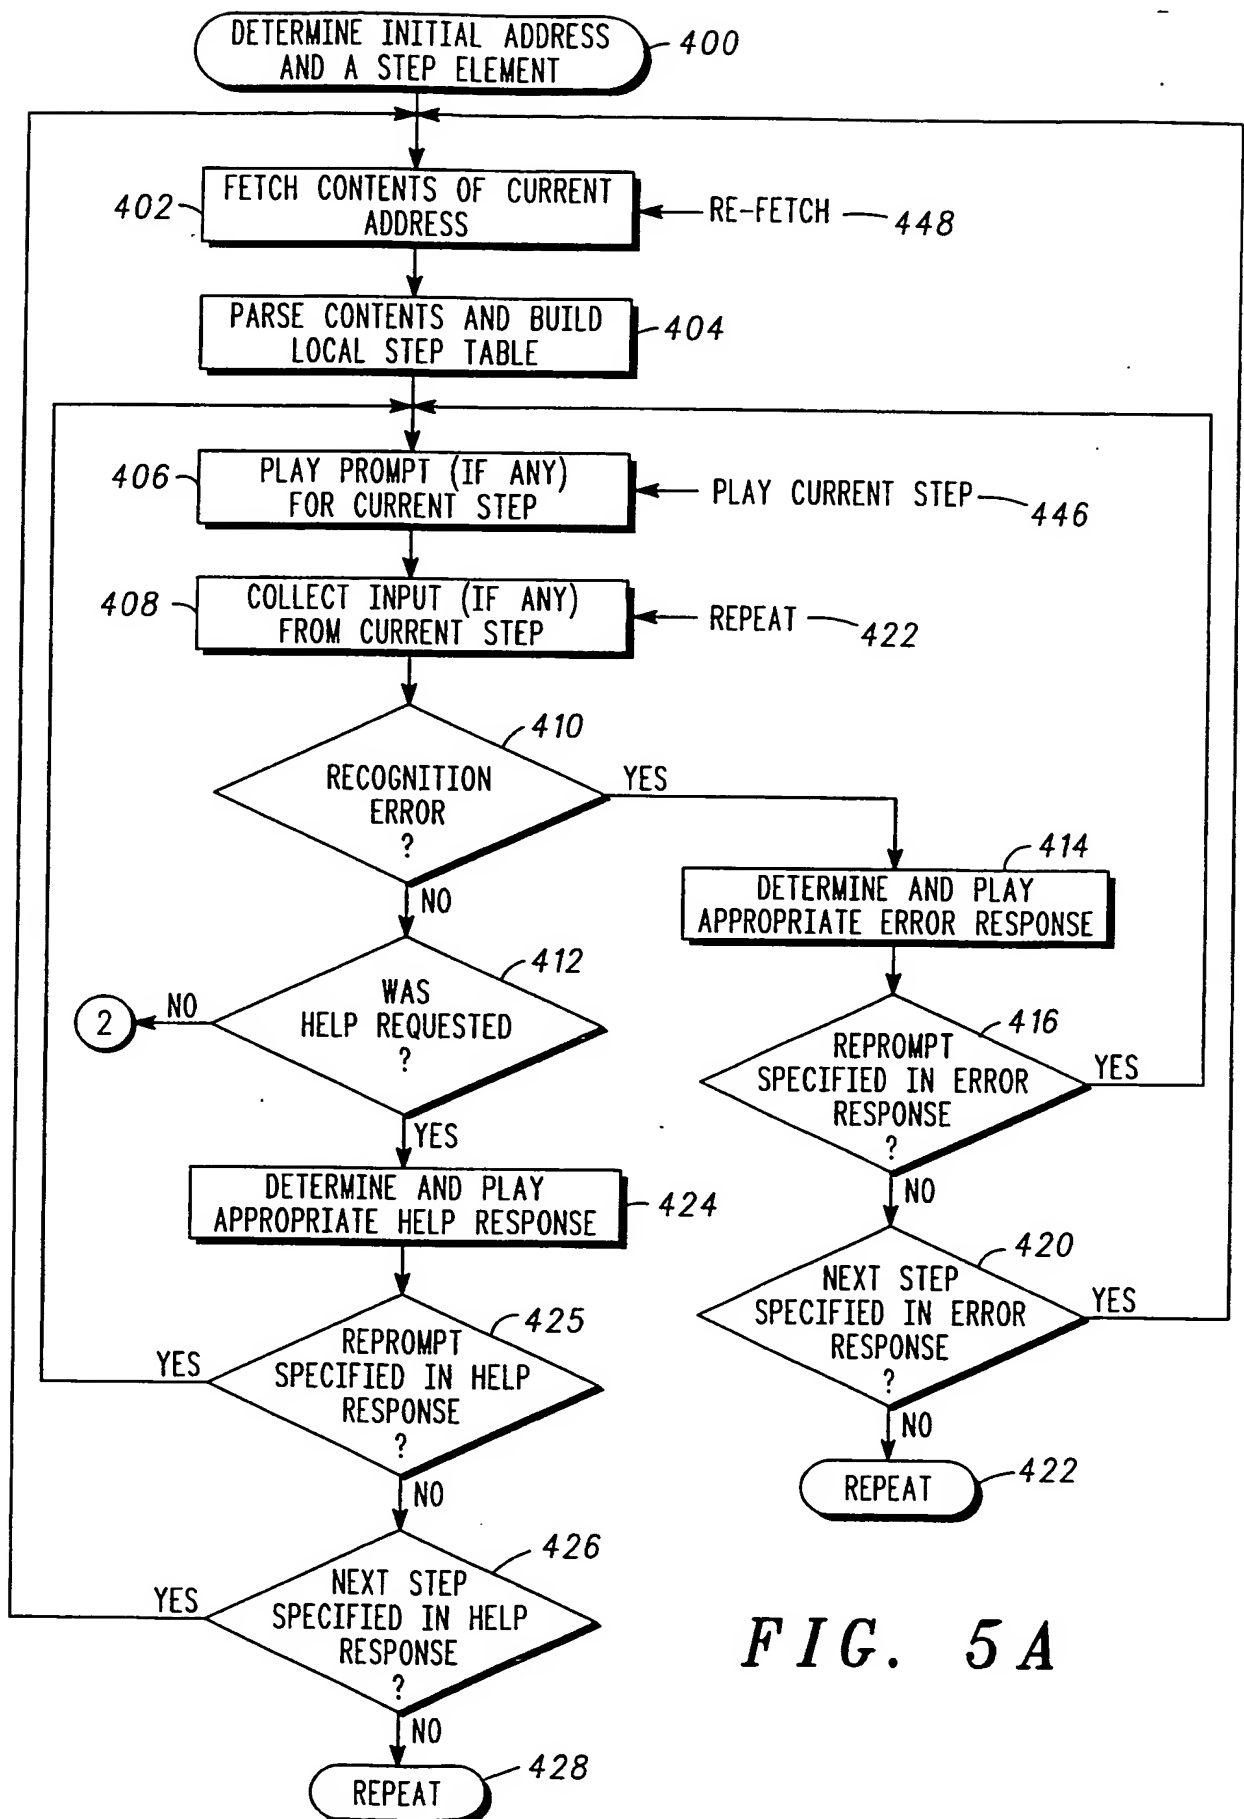 DETERMINE INITIAL ADDRESS
AND A STEP ELEMENT
400
FETCH CONTENTS OF CURRENT
ADDRESS
402
RE-FETCH
448
PARSE CONTENTS AND BUILD
LOCAL STEP TABLE
404
PLAY PROMPT (IF ANY)
FOR CURRENT STEP
406
PLAY CURRENT STEP
446
COLLECT INPUT (IF ANY)
FROM CURRENT STEP
408
REPEAT
422
410
RECOGNITION
ERROR
?
YES
NO
414
DETERMINE AND PLAY
APPROPRIATE ERROR RESPONSE
412
WAS
HELP REQUESTED
?
NO
2
YES
416
REPROMPT
SPECIFIED IN ERROR
RESPONSE
?
YES
NO
DETERMINE AND PLAY
APPROPRIATE HELP RESPONSE
424
420
NEXT STEP
SPECIFIED IN ERROR
RESPONSE
?
YES
NO
425
REPROMPT
SPECIFIED IN HELP
RESPONSE
?
YES
NO
REPEAT
422
426
NEXT STEP
SPECIFIED IN HELP
RESPONSE
?
YES
NO
REPEAT
428
FIG. 5A